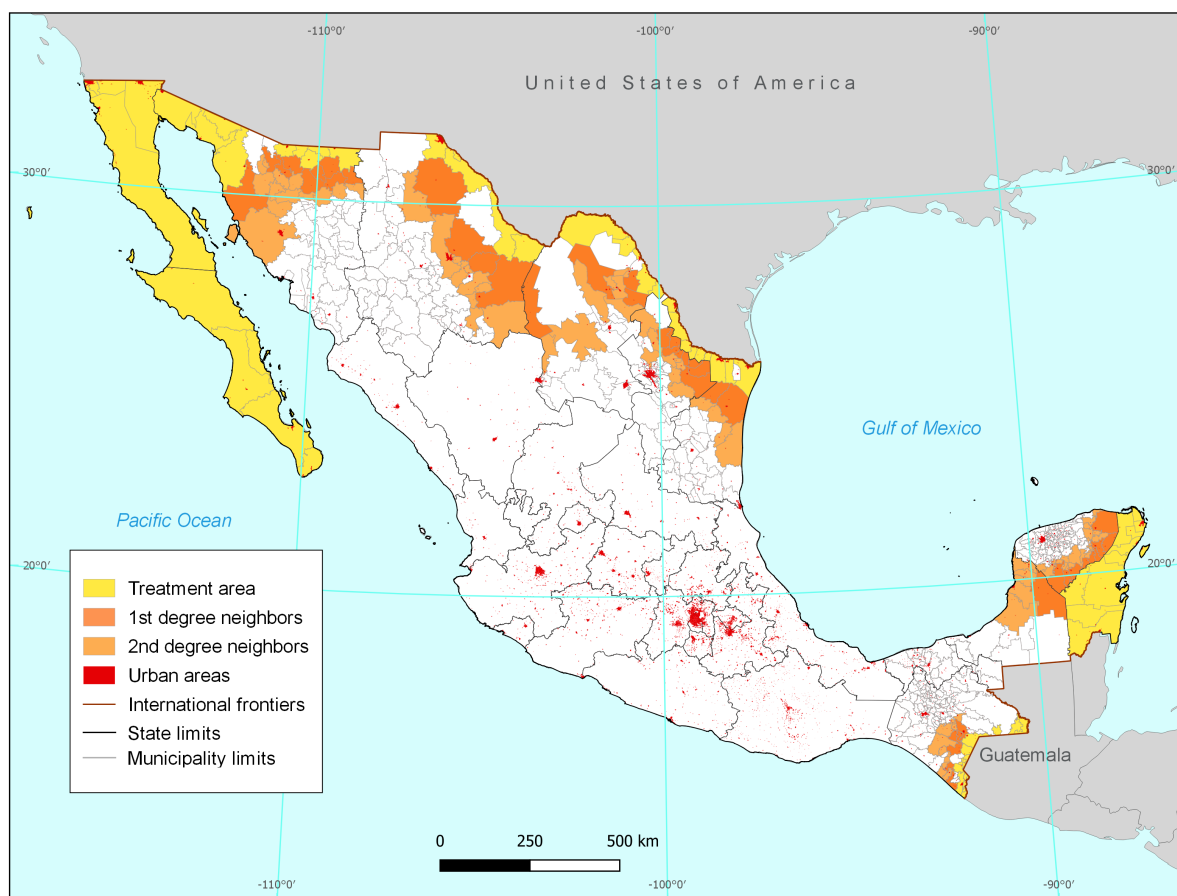 -110°0′ -100°0′ -90°0′
United States of America
30°0′ 30°0′
Gulf of Mexico
Pacific Ocean
20°0′ 20°0′
Treatment area
1st degree neighbors
2nd degree neighbors
Urban areas
International frontiers
State limits
Municipality limits
Guatemala
0 250 500 km
-110°0′ -100°0′ -90°0′